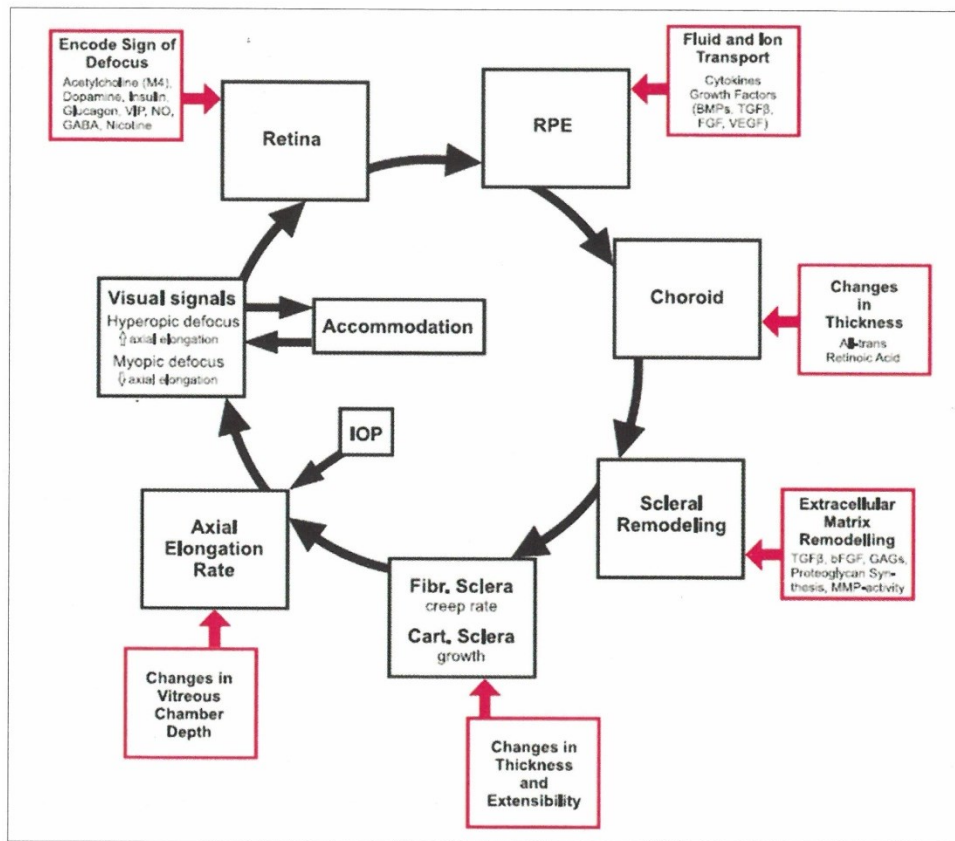 Encode Sign of
Defocus
Acetylcholine (M4),
Dopamine, Insulin,
Glucagon, VIP, NO,
GABA, Nicotine
Retina
RPE
Fluid and Ion
Transport
Cytokines
Growth Factors
(BMPs, TGFβ,
FGF, VEGF)
Visual signals
Hyperopic defocus
⇧ axial elongation
Myopic defocus
⇩ axial elongation
Accommodation
Choroid
Changes in
Thickness
All-trans
Retinoic Acid
IOP
Axial
Elongation
Rate
Fibr. Sclera
creep rate
Cart. Sclera
growth
Scleral
Remodeling
Extracellular
Matrix
Remodelling
TGFβ, bFGF, GAGs,
Proteoglycan Syn-
thesis, MMP-activity
Changes in
Vitreous
Chamber
Depth
Changes in
Thickness
and
Extensibility